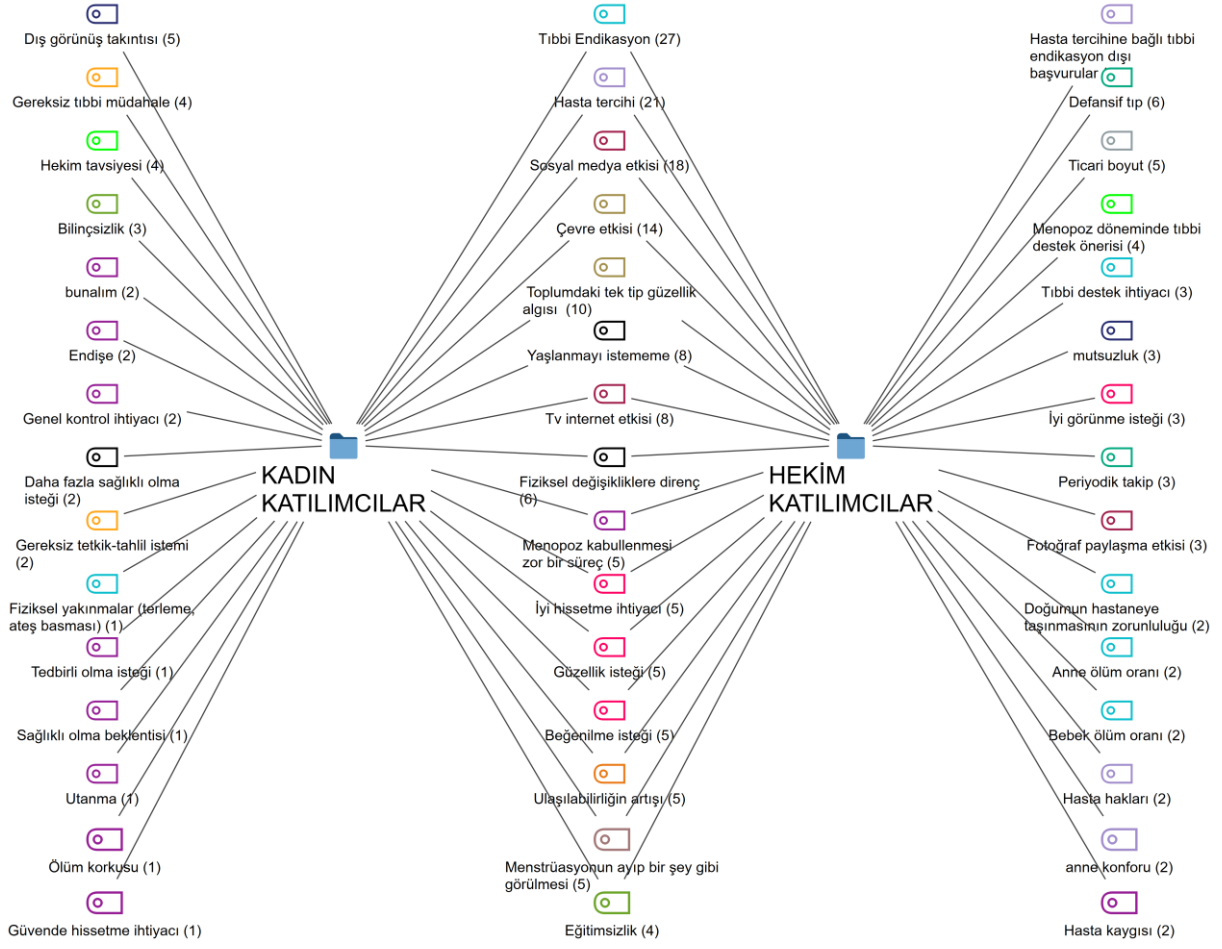 Dış görünüş takıntısı (5)
Gereksiz tıbbi müdahale (4)
Hekim tavsiyesi (4)
Bilinçsizlik (3)
bunalım (2)
Endişe (2)
Genel kontrol ihtiyacı (2)
Daha fazla sağlıklı olma
isteği (2)
Gereksiz tetkik-tahlil istemi
(2)
Fiziksel yakınmalar (terleme,
ateş basması) (1)
Tedbirli olma isteği (1)
Sağlıklı olma beklentisi (1)
Utanma (1)
Ölüm korkusu (1)
Güvende hissetme ihtiyacı (1)
KADIN
KATILIMCILAR
Tıbbi Endikasyon (27)
Hasta tercihi (21)
Sosyal medya etkisi (18)
Çevre etkisi (14)
Toplumdaki tek tip güzellik
algısı (10)
Yaşlanmayı istememe (8)
Tv internet etkisi (8)
Fiziksel değişikliklere direnç
(6)
Menopoz kabullenmesi
zor bir süreç (5)
İyi hissetme ihtiyacı (5)
Güzellik isteği (5)
Beğenilme isteği (5)
Ulaşılabilirliğin artışı (5)
Menstrüasyonun ayıp bir şey gibi
görülmesi (5)
Eğitimsizlik (4)
HEKİM
KATILIMCILAR
Hasta tercihine bağlı tıbbi
endikasyon dışı
başvurular
Defansif tıp (6)
Ticari boyut (5)
Menopoz döneminde tıbbi
destek önerisi (4)
Tıbbi destek ihtiyacı (3)
mutsuzluk (3)
İyi görünme isteği (3)
Periyodik takip (3)
Fotoğraf paylaşma etkisi (3)
Doğumun hastaneye
taşınmasının zorunluluğu (2)
Anne ölüm oranı (2)
Bebek ölüm oranı (2)
Hasta hakları (2)
anne konforu (2)
Hasta kaygısı (2)